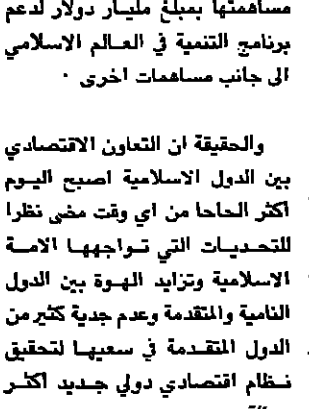 مساهمتها بمبلغ مليار دولار لدعم
برنامج التنمية في العالم الاسلامي
الى جانب مساهمات اخرى ٠
والحقيقة ان التعاون الاقتصادي
بين الدول الاسلامية اصبح اليوم
اكثر الحاحا من اي وقت مضى نظرا
للتحديات التي تواجهها الامة
الاسلامية وتزايد الهوة بين الدول
النامية والمتقدمة وعدم جدية كثير من
الدول المتقدمة في سعيها لتحقيق
نظام اقتصادي دولي جديد اكثر